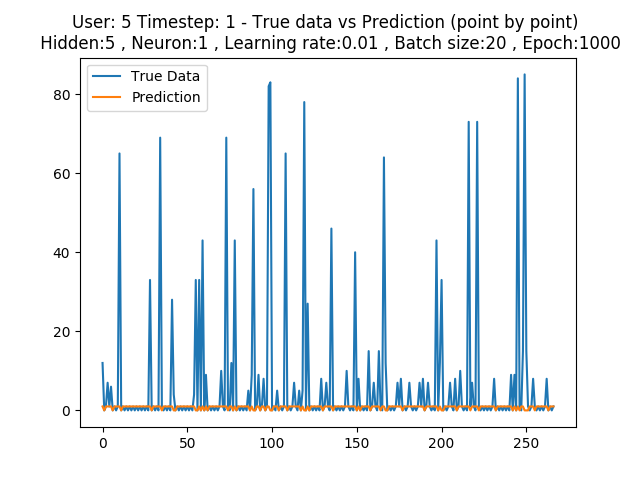 User: 5 Timestep: 1 - True data vs Prediction (point by point)
Hidden:5 , Neuron:1 , Learning rate:0.01 , Batch size:20 , Epoch:1000
True Data
Prediction
80
60
40
20
0
0 50 100 150 200 250